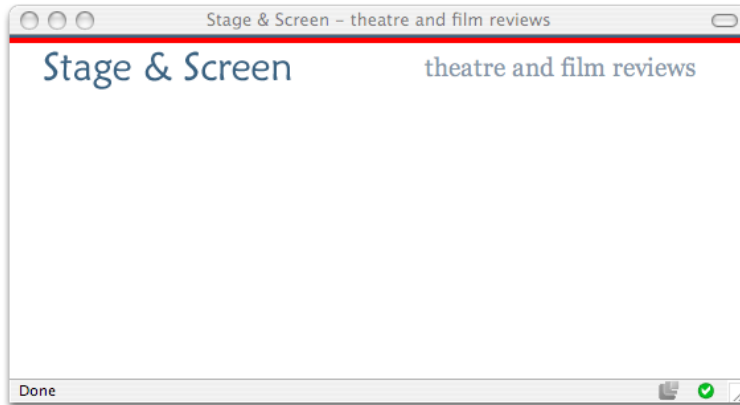 Stage & Screen – theatre and film reviews
Stage & Screen theatre and film reviews
Done